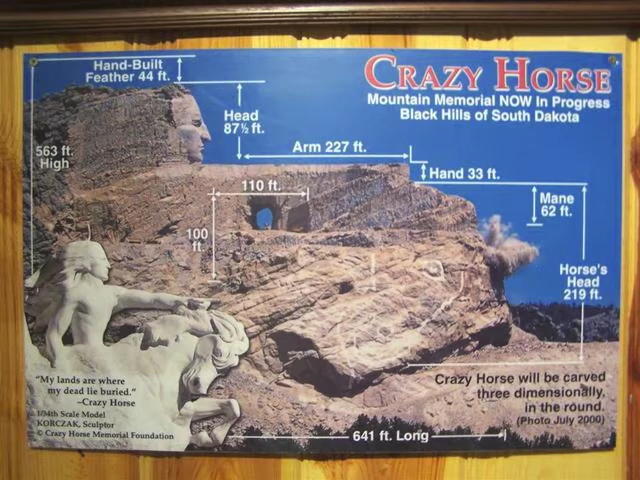 CRAZY HORSE
Mountain Memorial NOW In Progress
Black Hills of South Dakota
Hand-Built
Feather 44 ft.
Head
87½ ft.
563 ft.
High
Arm 227 ft.
Hand 33 ft.
110 ft.
100
ft.
Mane
62 ft.
Horse's
Head
219 ft.
"My lands are where
my dead lie buried."
–Crazy Horse
1/34th Scale Model
KORCZAK, Sculptor
© Crazy Horse Memorial Foundation
Crazy Horse will be carved
three dimensionally,
in the round.
(Photo July 2000)
641 ft. Long